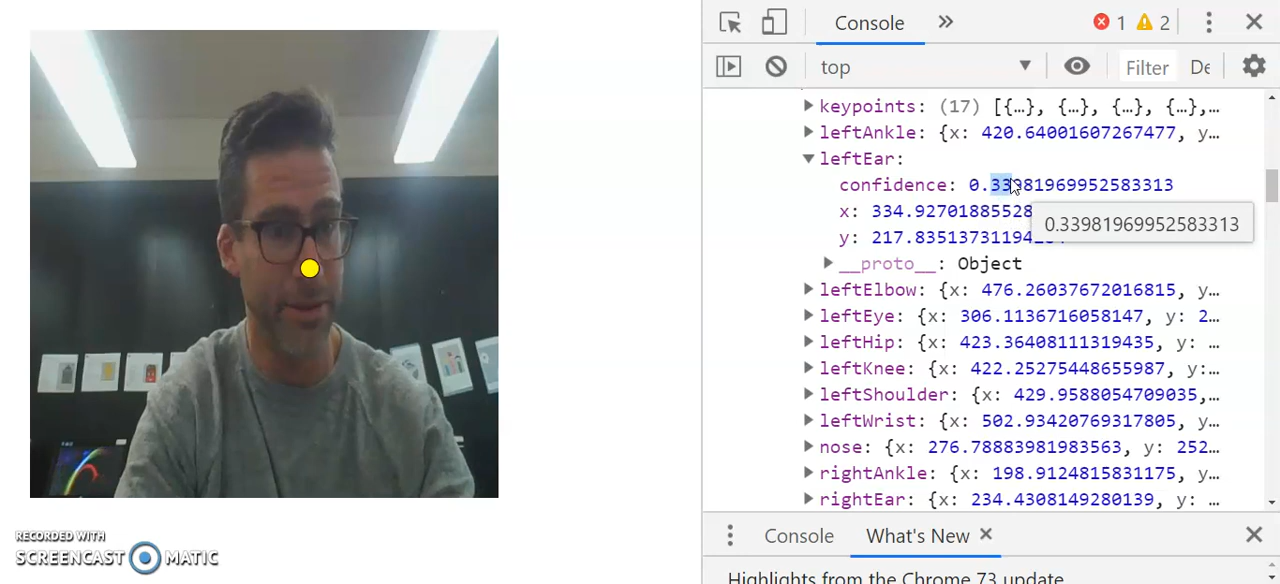 Console » 1 2
top Filter De
keypoints: (17) [{…}, {…}, {…}, {…},…
leftAnkle: {x: 420.64001607267477, y…
leftEar:
confidence: 0.33981969952583313
x: 334.92701885528
0.33981969952583313
y: 217.835137311942
__proto__: Object
leftElbow: {x: 476.26037672016815, y…
leftEye: {x: 306.1136716058147, y: 2…
leftHip: {x: 423.36408111319435, y: …
leftKnee: {x: 422.25275448655987, y:…
leftShoulder: {x: 429.9588054709035,…
leftWrist: {x: 502.93420769317805, y…
nose: {x: 276.78883981983563, y: 252…
rightAnkle: {x: 198.9124815831175, y…
rightEar: {x: 234.4308149280139, y: …
Console What's New
Highlights from the Chrome 73 update
RECORDED WITH
SCREENCAST MATIC